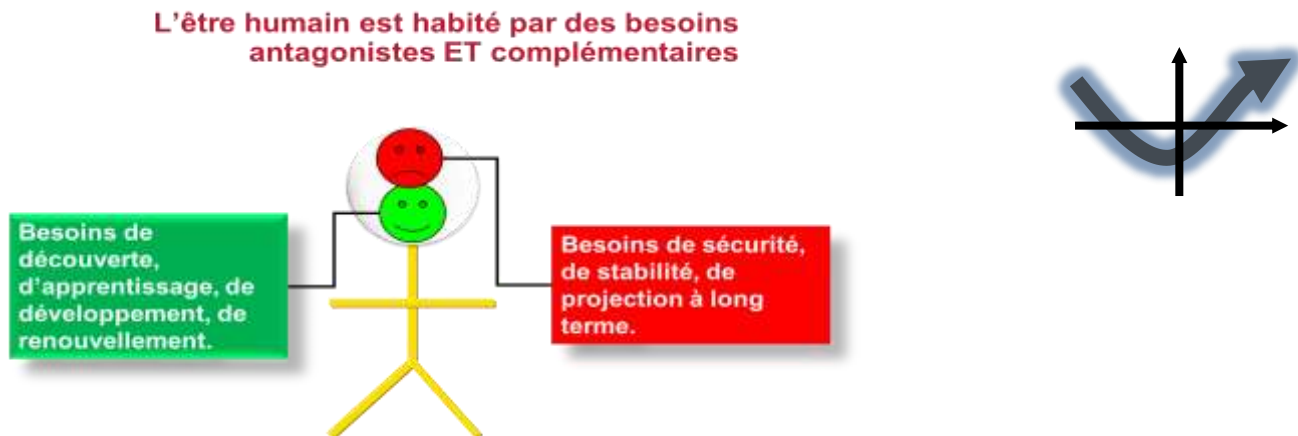 L'être humain est habité par des besoins
antagonistes ET complémentaires
Besoins de
découverte,
d'apprentissage, de
développement, de
renouvellement.
Besoins de sécurité,
de stabilité, de
projection à long
terme.